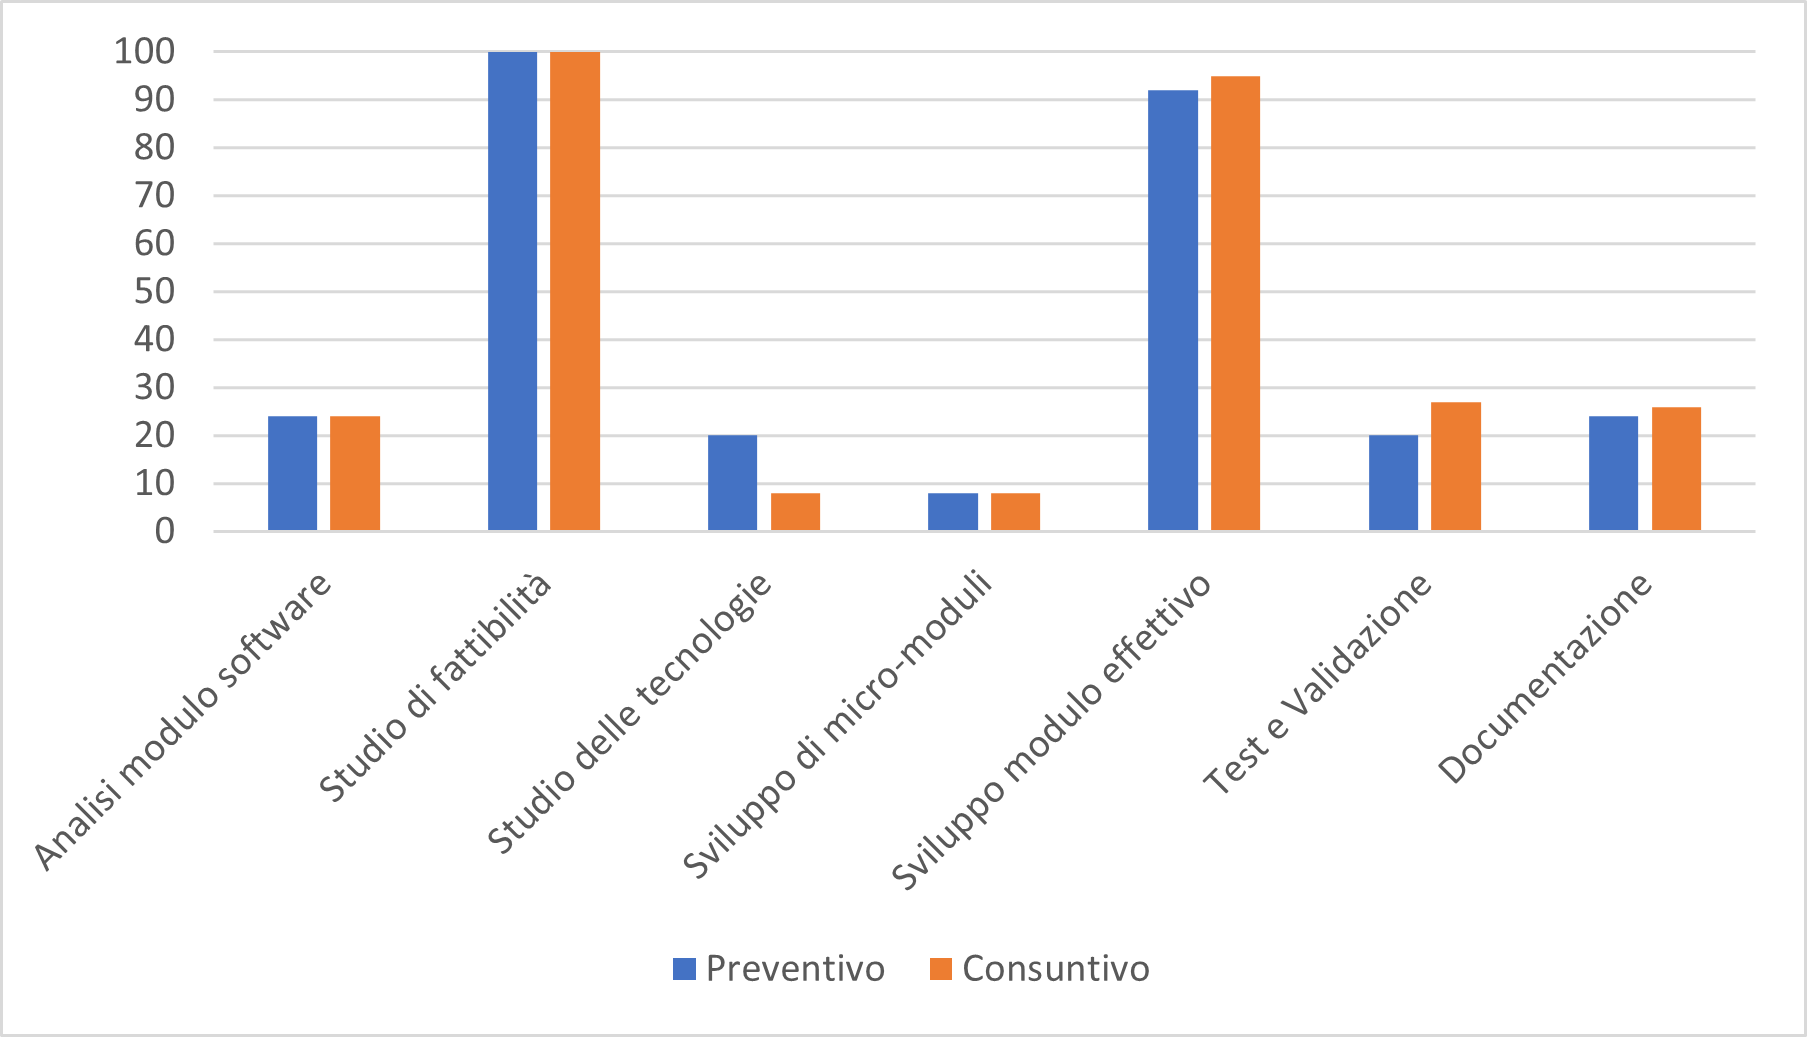 100
90
80
70
60
50
40
30
20
10
0
Analisi modulo software
Studio di fattibilità
Studio delle tecnologie
Sviluppo di micro-moduli
Sviluppo modulo effettivo
Test e Validazione
Documentazione
Preventivo
Consuntivo